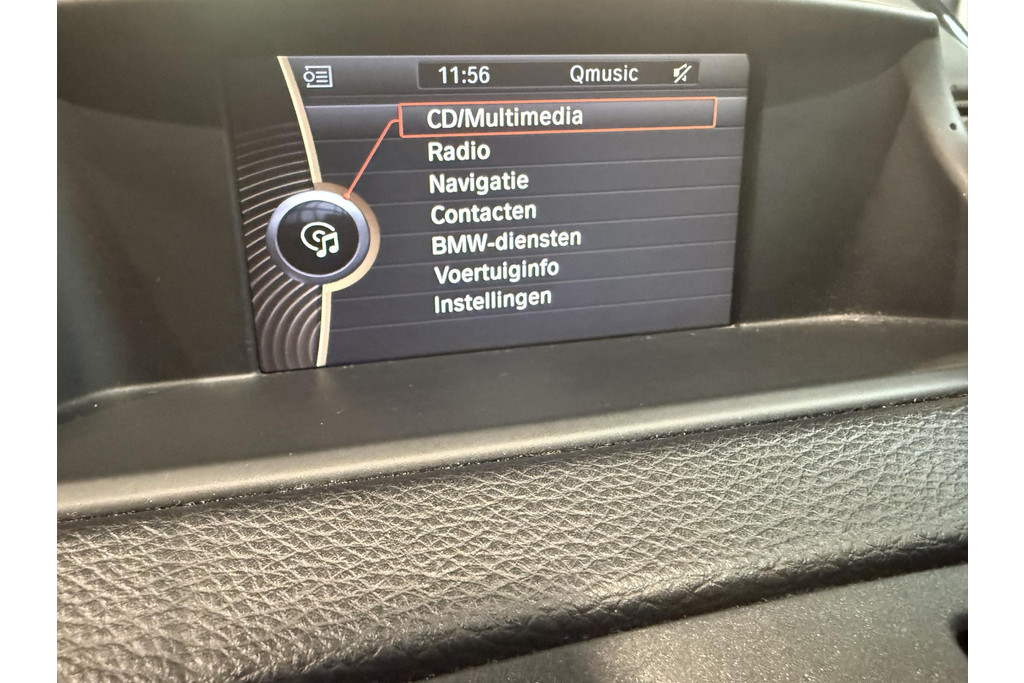 11:56 Qmusic
CD/Multimedia
Radio
Navigatie
Contacten
BMW-diensten
Voertuiginfo
Instellingen